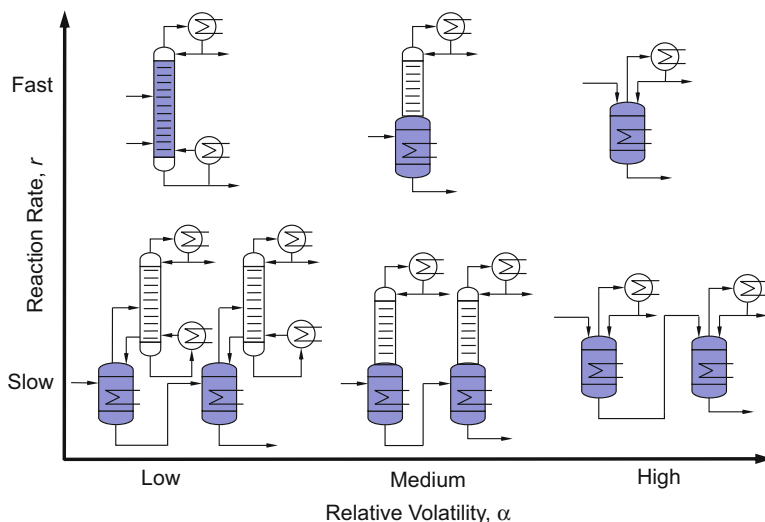 Fast
Reaction Rate, r
Slow
Low
Medium
High
Relative Volatility, α